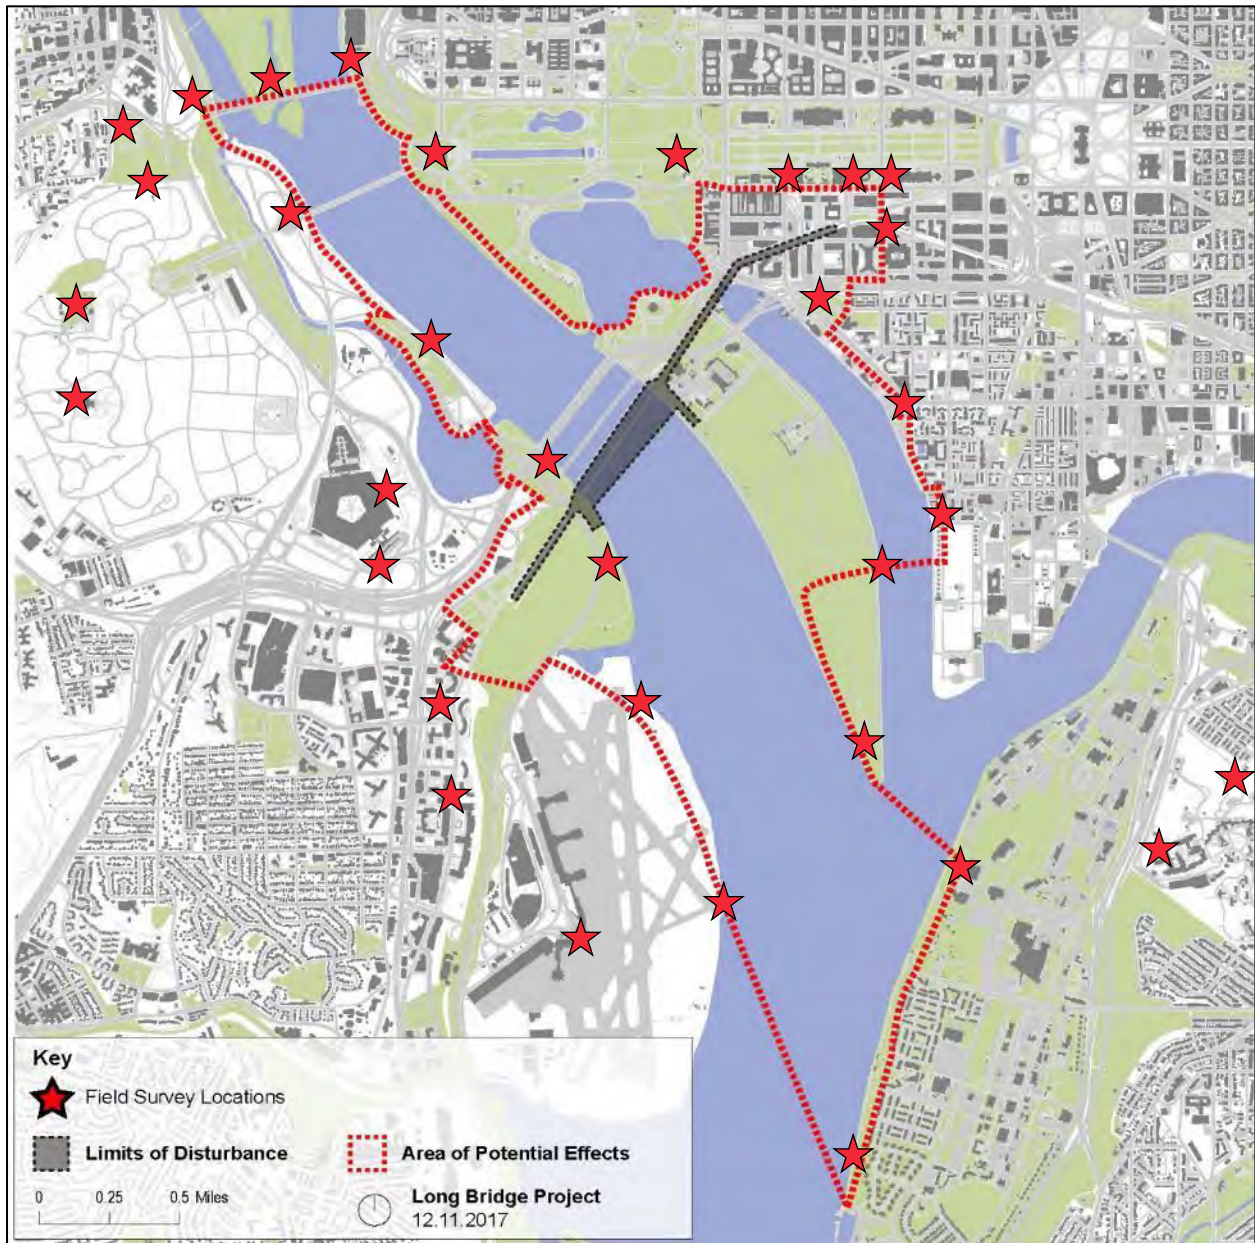 Key
Field Survey Locations
Limits of Disturbance
Area of Potential Effects
0 0.25 0.5 Miles
Long Bridge Project
12.11.2017